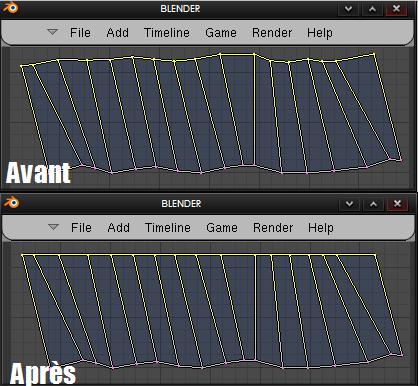 BLENDER
File Add Timeline Game Render Help
Avant
BLENDER
File Add Timeline Game Render Help
Après